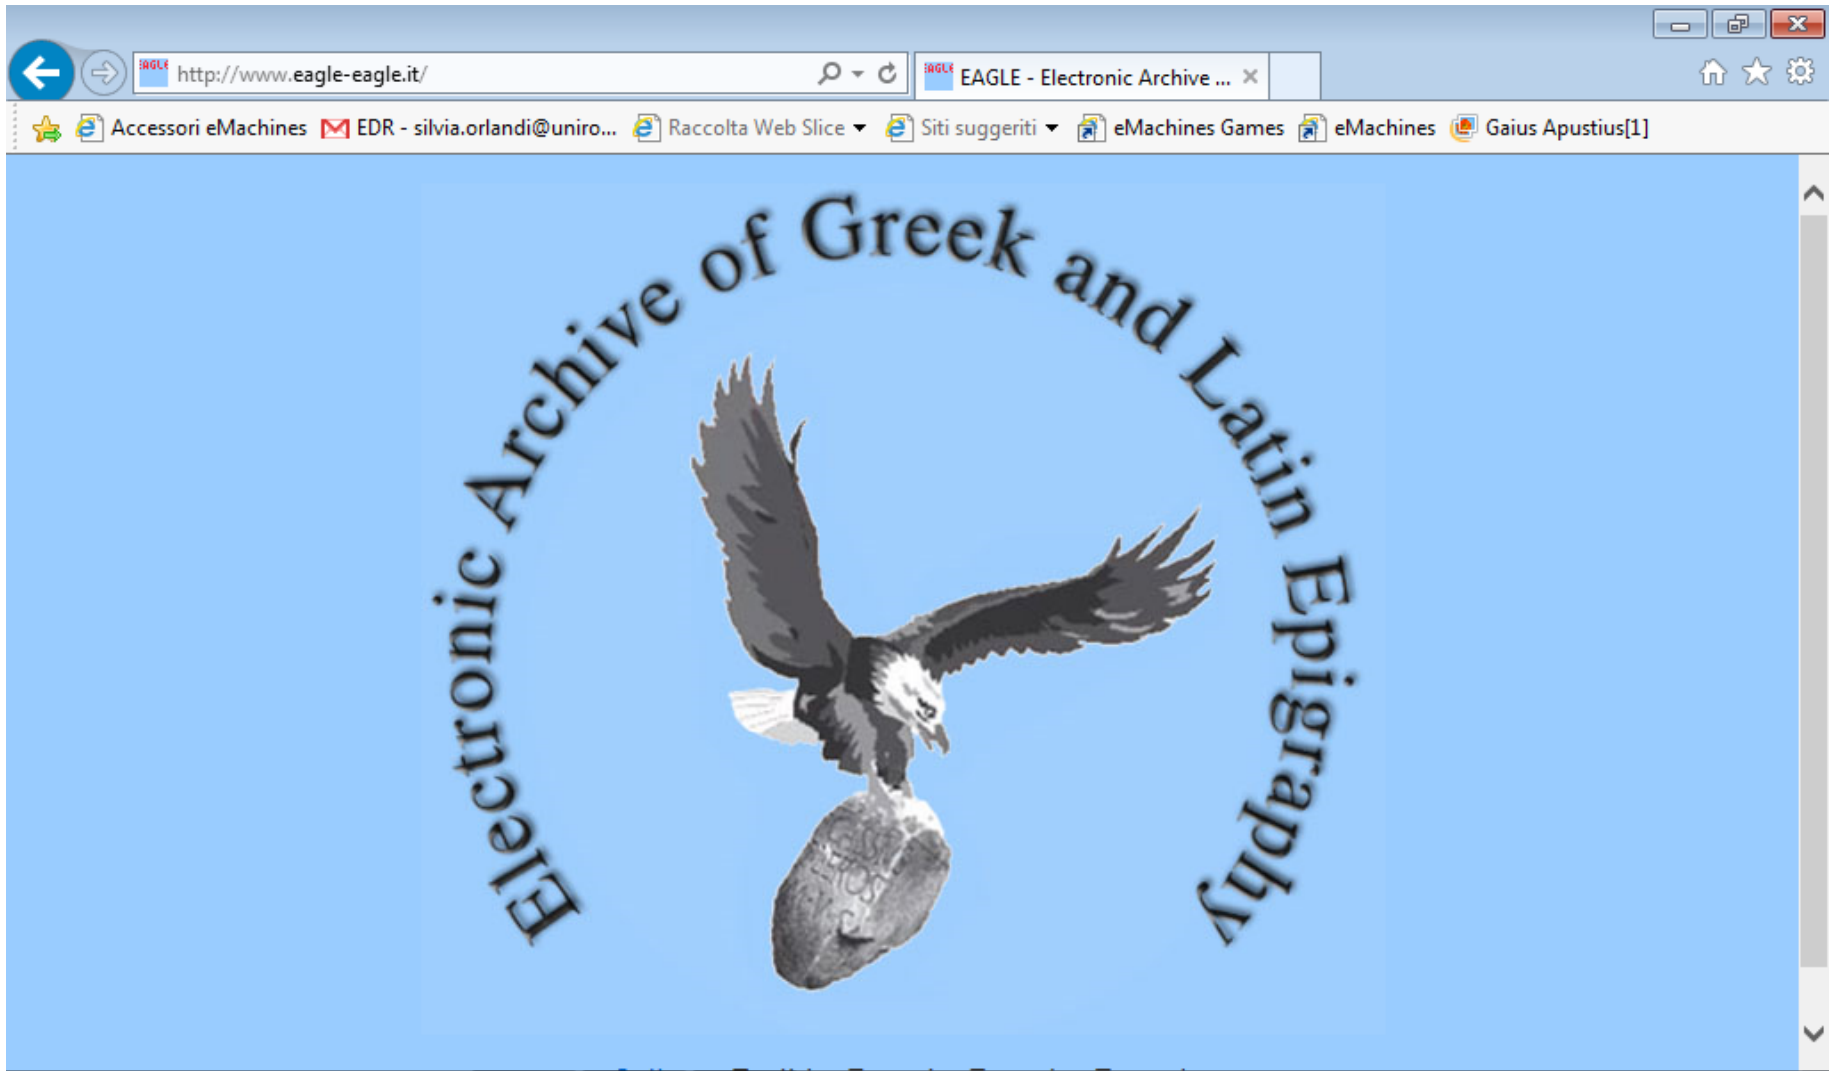 http://www.eagle-eagle.it/
EAGLE - Electronic Archive ...
Accessori eMachines EDR - silvia.orlandi@uniro... Raccolta Web Slice Siti suggeriti eMachines Games eMachines Gaius Apustius[1]
Electronic Archive of Greek and Latin Epigraphy